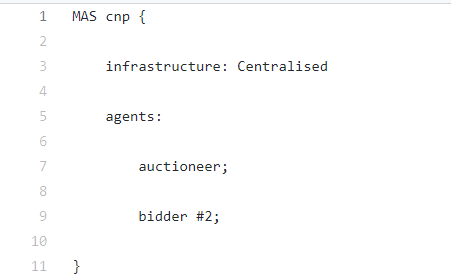 1 MAS cnp {
2
3 infrastructure: Centralised
4
5 agents:
6
7 auctioneer;
8
9 bidder #2;
10
11 }